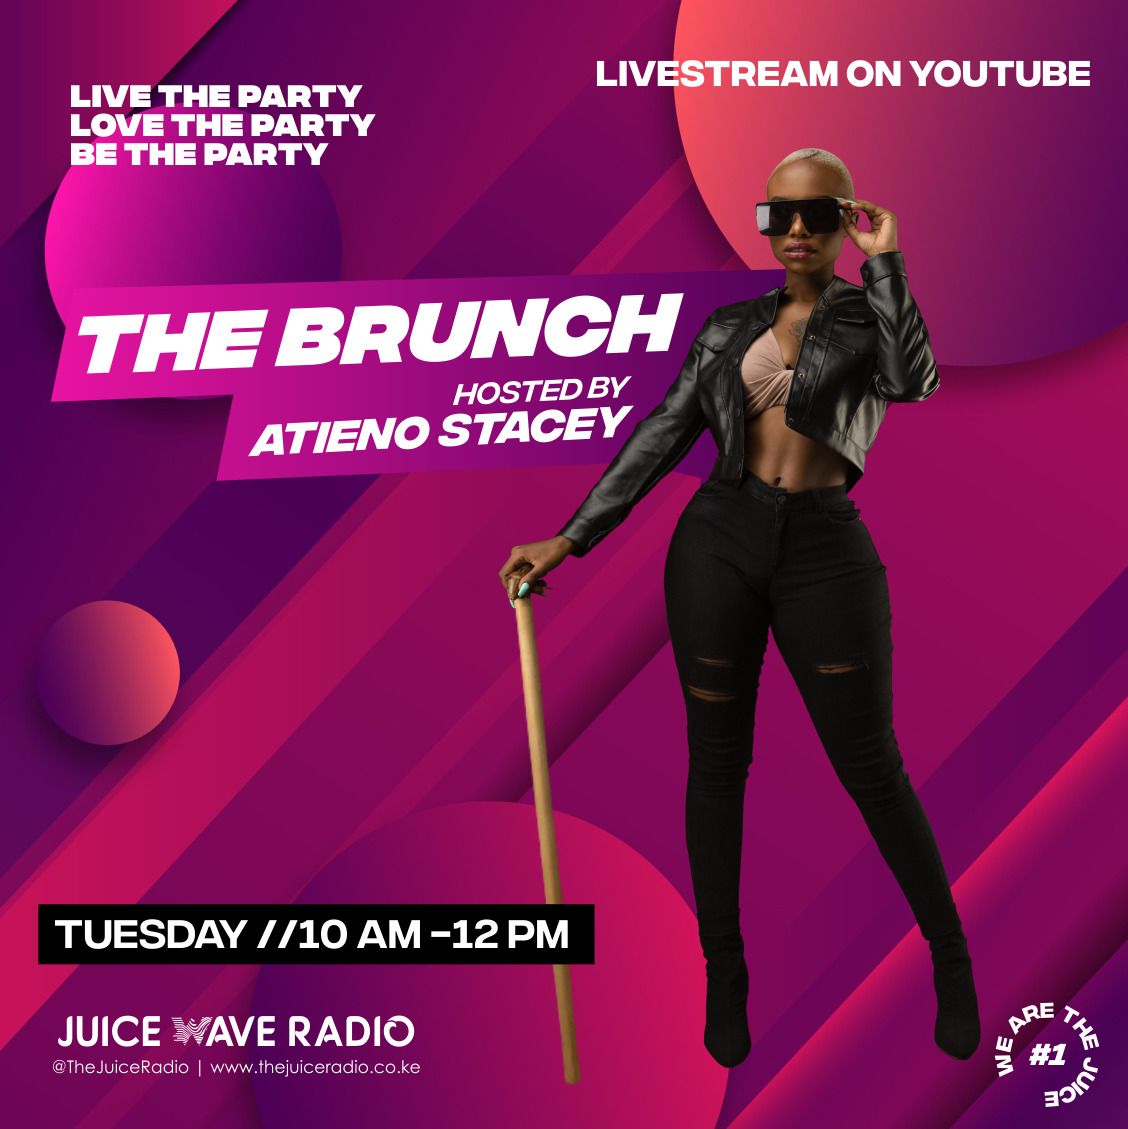 LIVE THE PARTY
LOVE THE PARTY
BE THE PARTY
LIVESTREAM ON YOUTUBE
THE BRUNCH
HOSTED BY
ATIENO STACEY
TUESDAY //10 AM -12 PM
JUICE WAVE RADIO
@TheJuiceRadio | www.thejuiceradio.co.ke
WE ARE THE JUICE
#1